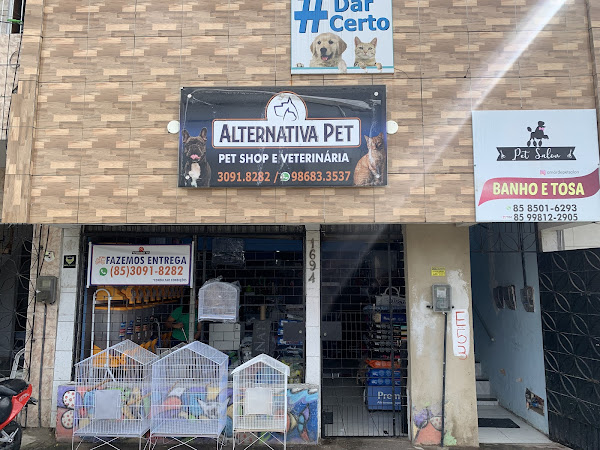 #Dar
Certo
ALTERNATIVA PET
PET SHOP E VETERINÁRIA
3091.8282 / 98683.3537
Pet Salon
BANHO E TOSA
85 8501-6293
85 99812-2905
FAZEMOS ENTREGA
(85)3091-8282
1694